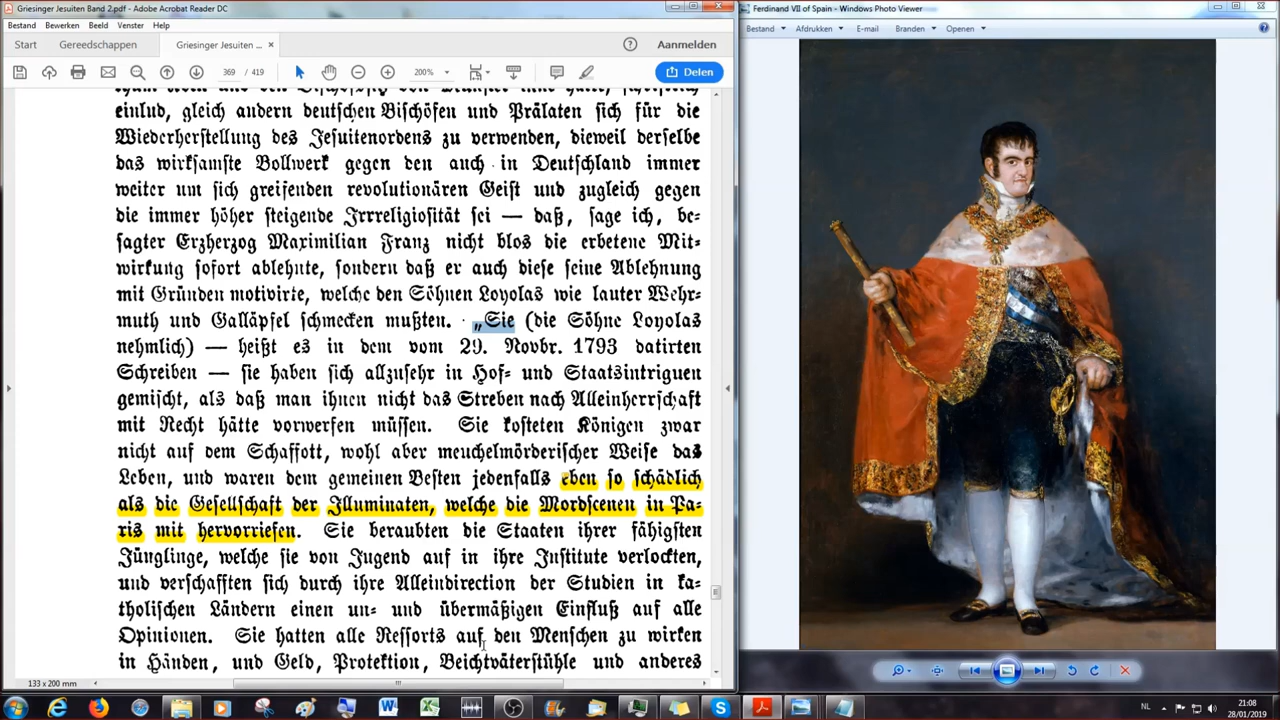 Griesinger Jesuiten Band 2.pdf - Adobe Acrobat Reader DC
Bestand Bewerken Beeld Venster Help
Start Gereedschappen Griesinger Jesuiten ... × Aanmelden
369 / 419 200% Delen
einlud, gleich andern deutschen Bischöfen und Prälaten sich für die
Wiederherstellung des Jesuitenordens zu verwenden, dieweil derselbe
das wirksamste Bollwerk gegen den auch in Deutschland immer
weiter um sich greifenden revolutionären Geist und zugleich gegen
die immer höher steigende Irrreligiosität sei — daß, sage ich, be-
sagter Erzherzog Maximilian Franz nicht blos die erbetene Mit-
wirkung sofort ablehnte, sondern daß er auch diese seine Ablehnung
mit Gründen motivirte, welche den Söhnen Loyolas wie lauter Wehr-
muth und Galläpfel schmecken mußten. „Sie (die Söhne Loyolas
nehmlich) — heißt es in dem vom 29. Novbr. 1793 datirten
Schreiben — sie haben sich allzusehr in Hof- und Staatsintriguen
gemischt, als daß man ihnen nicht das Streben nach Alleinherrschaft
mit Recht hätte vorwerfen müssen. Sie kosteten Königen zwar
nicht auf dem Schaffott, wohl aber meuchelmörderischer Weise das
Leben, und waren dem gemeinen Besten jedenfalls eben so schädlich
als die Gesellschaft der Illuminaten, welche die Mordscenen in Pa-
ris mit hervorriefen. Sie beraubten die Staaten ihrer fähigsten
Jünglinge, welche sie von Jugend auf in ihre Institute verlockten,
und verschafften sich durch ihre Alleindirection der Studien in ka-
tholischen Ländern einen un- und übermäßigen Einfluß auf alle
Opinionen. Sie hatten alle Ressorts auf den Menschen zu wirken
in Händen, und Geld, Protektion, Beichtväterstühle und anderes
133 x 200 mm
Ferdinand VII of Spain - Windows Photo Viewer
Bestand Afdrukken E-mail Branden Openen
NL 21:08
28/01/2019